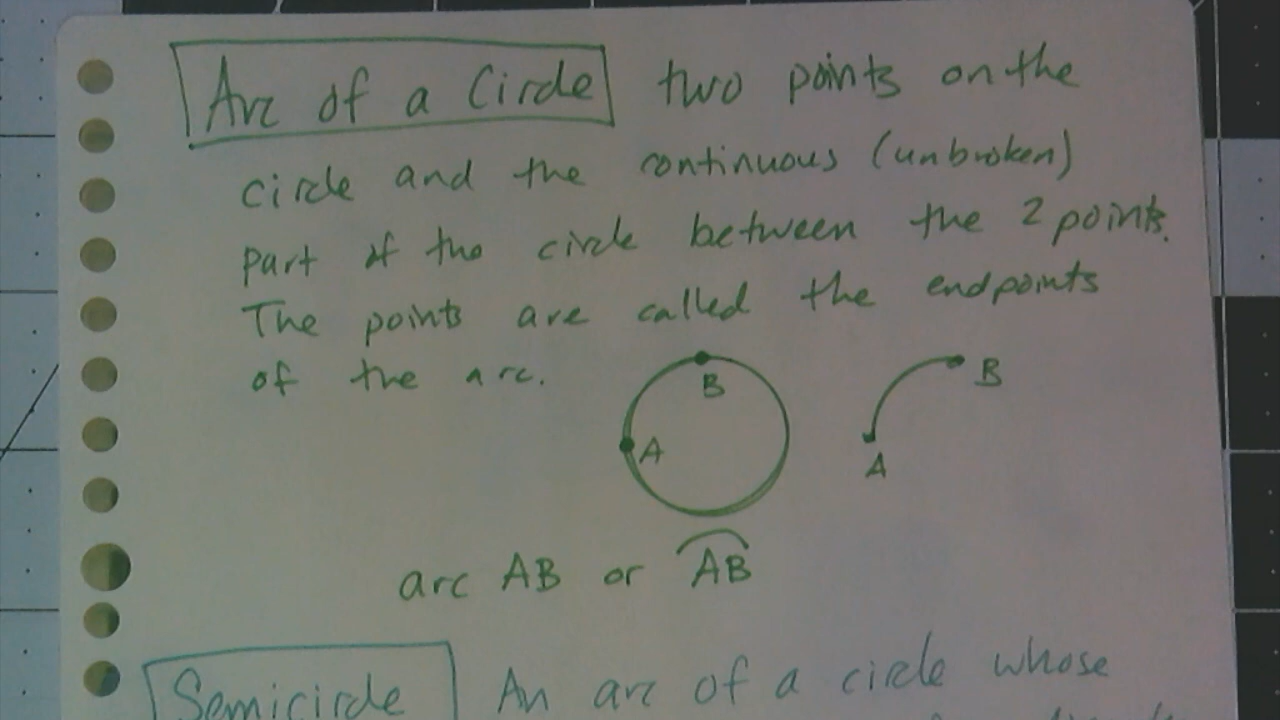 Arc of a Circle two points on the
circle and the continuous (unbroken)
part of the circle between the 2 points.
The points are called the endpoints
of the arc.
B
A
B
A
arc AB or A͡B
Semicircle An arc of a circle whose